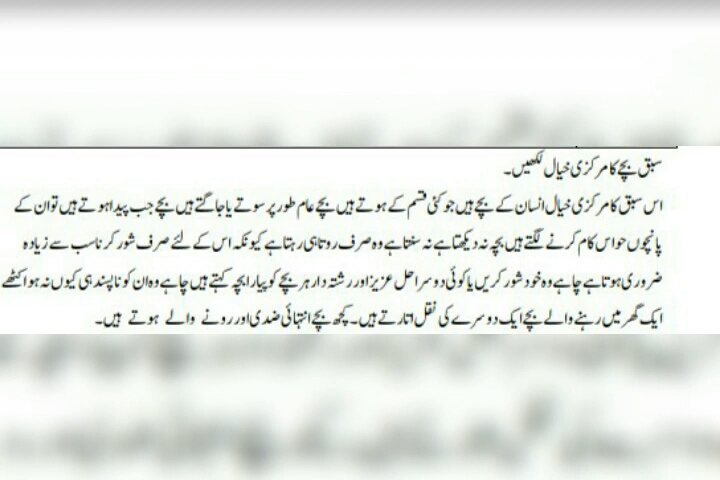 سبق بچے کا مرکزی خیال لکھیں۔
اس سبق کا مرکزی خیال انسان کے بچے ہیں جو کئی قسم کے ہوتے ہیں بچے عام طور پر سوتے یا جاگتے ہیں بچے جب پیدا ہوتے ہیں تو ان کے
پانچوں حواس کام کرنے لگتے ہیں بچہ نہ دیکھتا ہے نہ سنتا ہے وہ صرف روتا ہی رہتا ہے کیونکہ اس کے لئے صرف شور کرنا سب سے زیادہ
ضروری ہوتا ہے چاہے وہ خود شور کریں یا کوئی دوسرا حل عزیز اور رشتہ دار ہر بچے کو پیارا بچہ کہتے ہیں چاہے وہ ان کو ناپسند ہی کیوں نہ ہو اکٹھے
ایک گھر میں رہنے والے بچے ایک دوسرے کی نقل اتارتے ہیں۔ کچھ بچے انتہائی ضدی اور رونے والے ہوتے ہیں۔